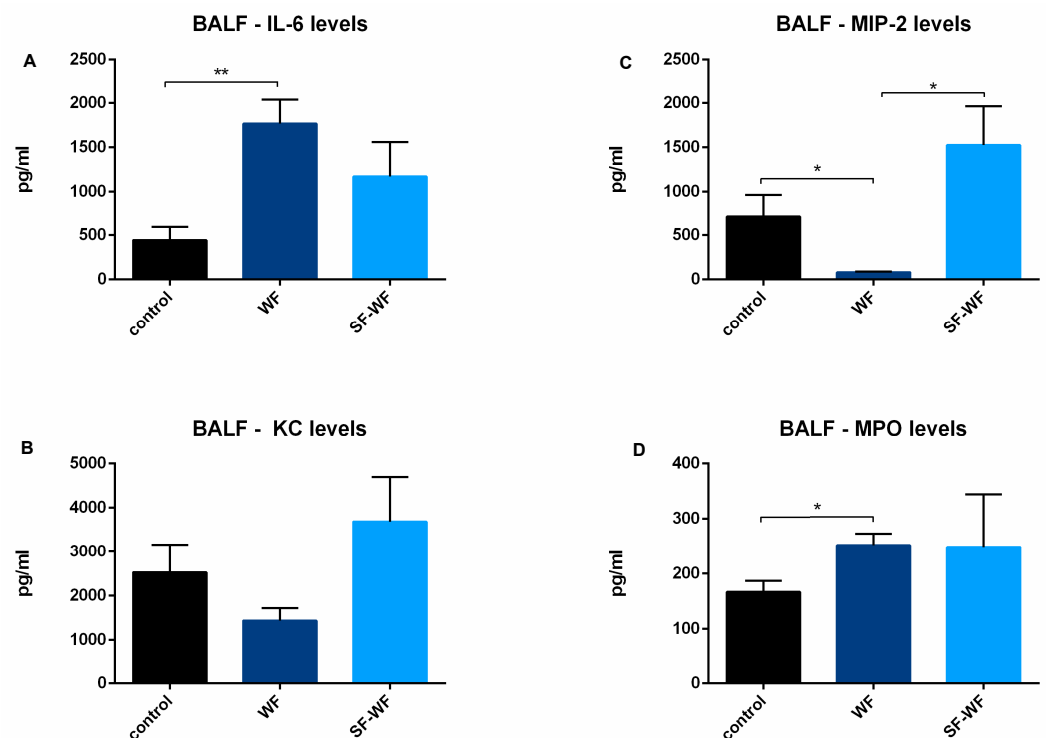 BALF - IL-6 levels
A
**
2500
2000
1500
1000
500
0
pg/ml
control
WF
SF-WF
BALF - MIP-2 levels
C
*
*
2500
2000
1500
1000
500
0
pg/ml
control
WF
SF-WF
BALF - KC levels
B
5000
4000
3000
2000
1000
0
pg/ml
control
WF
SF-WF
BALF - MPO levels
D
*
400
300
200
100
0
pg/ml
control
WF
SF-WF